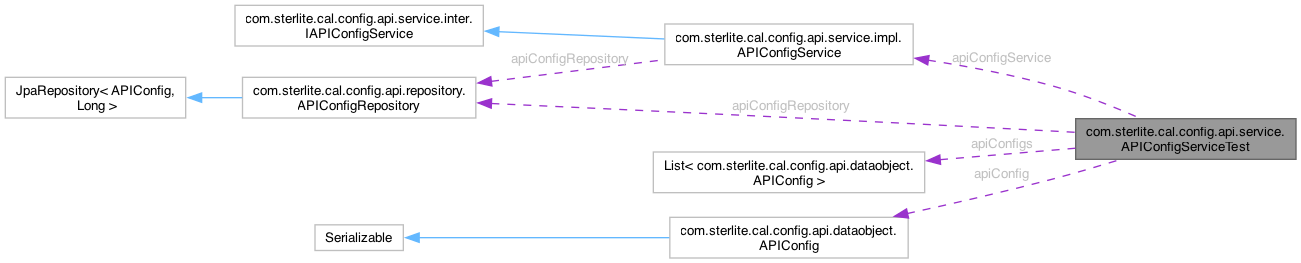 com.sterlite.cal.config.api.service.inter.
IAPIConfigService
com.sterlite.cal.config.api.service.impl.
APIConfigService
apiConfigRepository
apiConfigService
JpaRepository< APIConfig,
Long >
com.sterlite.cal.config.api.repository.
APIConfigRepository
apiConfigRepository
com.sterlite.cal.config.api.service.
APIConfigServiceTest
apiConfigs
List< com.sterlite.cal.config.api.dataobject.
APIConfig >
apiConfig
Serializable
com.sterlite.cal.config.api.dataobject.
APIConfig